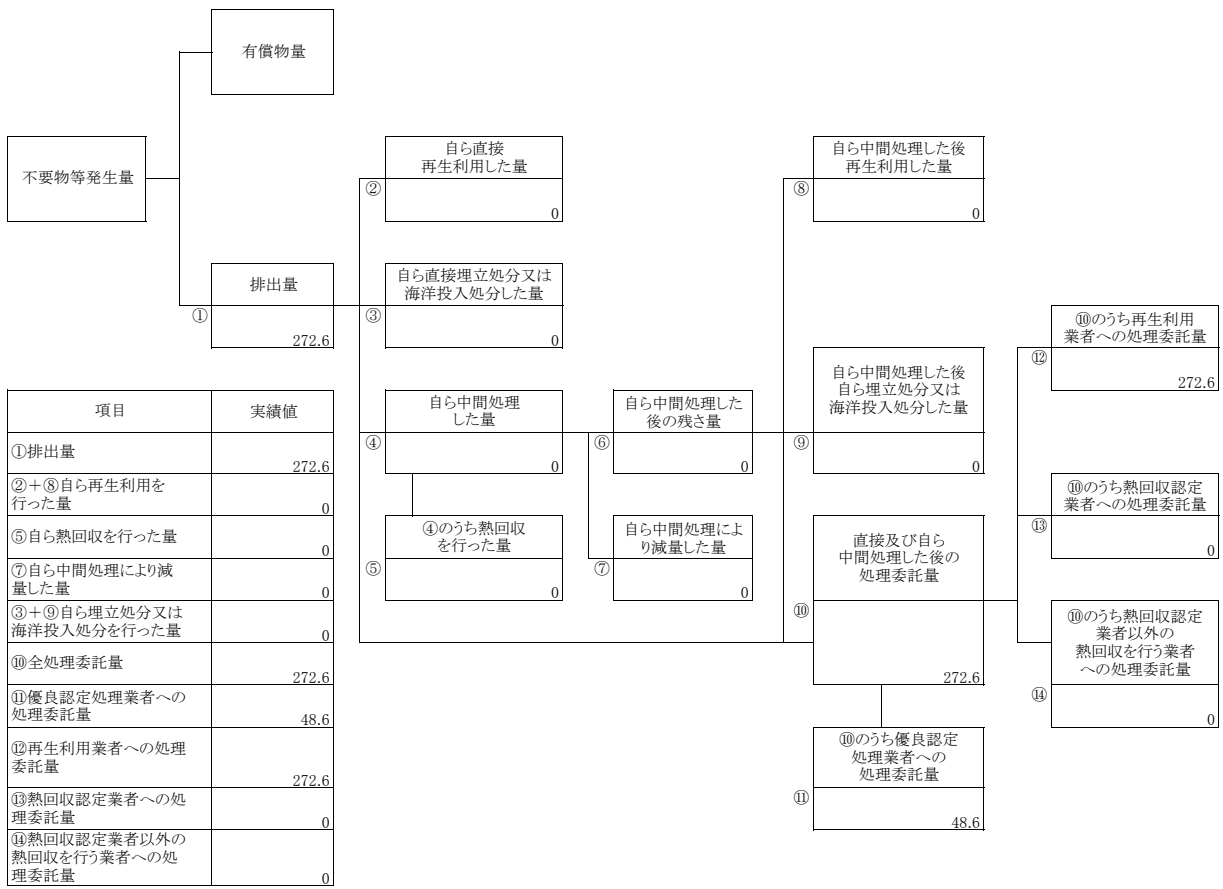 有償物量
不要物等発生量
排出量
①
272.6
自ら直接
再生利用した量
②
0
自ら直接埋立処分又は
海洋投入処分した量
③
0
自ら中間処理
した量
④
0
④のうち熱回収
を行った量
⑤
0
自ら中間処理した
後の残さ量
⑥
0
自ら中間処理によ
り減量した量
⑦
0
自ら中間処理した後
再生利用した量
⑧
0
自ら中間処理した後
自ら埋立処分又は
海洋投入処分した量
⑨
0
直接及び自ら
中間処理した後の
処理委託量
⑩
272.6
⑩のうち優良認定
処理業者への
処理委託量
⑪
48.6
⑩のうち再生利用
業者への処理委託量
⑫
272.6
⑩のうち熱回収認定
業者への処理委託量
⑬
0
⑩のうち熱回収認定
業者以外の
熱回収を行う業者
への処理委託量
⑭
0
項目 実績値
①排出量
272.6
②+⑧自ら再生利用を
行った量
0
⑤自ら熱回収を行った量
0
⑦自ら中間処理により減
量した量
0
③+⑨自ら埋立処分又は
海洋投入処分を行った量
0
⑩全処理委託量
272.6
⑪優良認定処理業者への
処理委託量
48.6
⑫再生利用業者への処理
委託量
272.6
⑬熱回収認定業者への処
理委託量
0
⑭熱回収認定業者以外の
熱回収を行う業者への処
理委託量
0